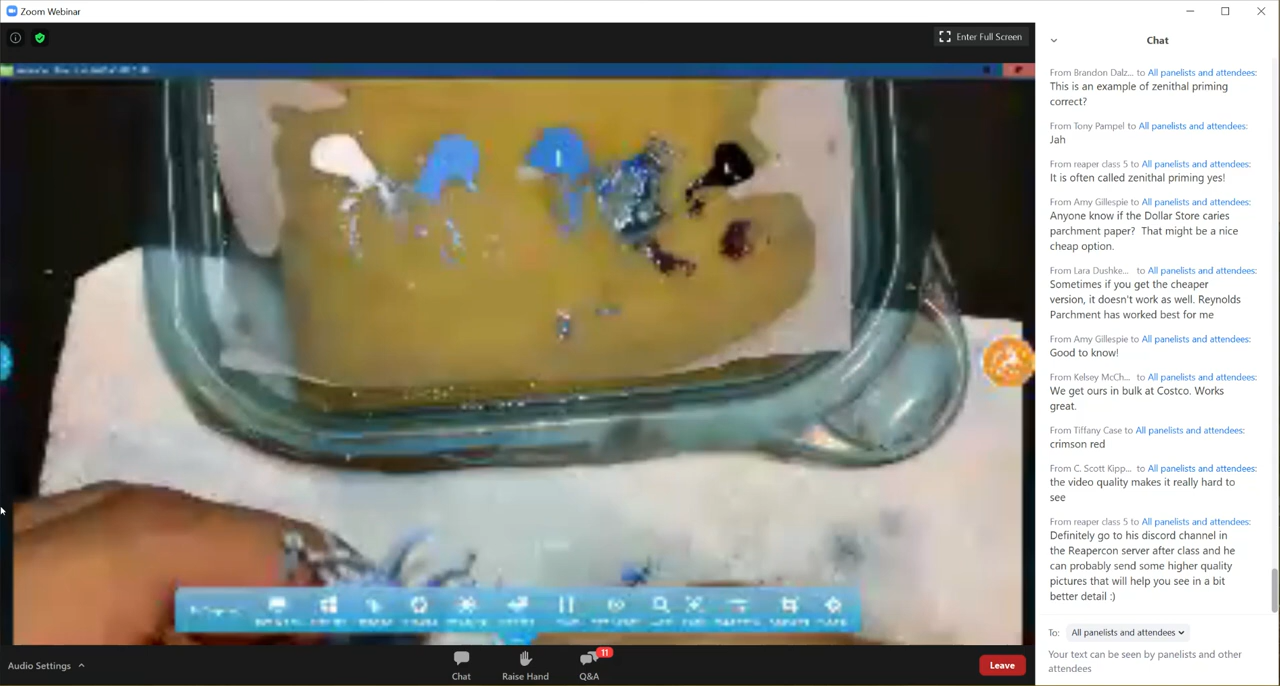 Zoom Webinar
Enter Full Screen
Chat
From Brandon Dalz... to All panelists and attendees:
This is an example of zenithal priming
correct?
From Tony Pampel to All panelists and attendees:
Jah
From reaper class 5 to All panelists and attendees:
It is often called zenithal priming yes!
From Amy Gillespie to All panelists and attendees:
Anyone know if the Dollar Store caries
parchment paper?  That might be a nice
cheap option.
From Lara Dushke... to All panelists and attendees:
Sometimes if you get the cheaper
version, it doesn't work as well. Reynolds
Parchment has worked best for me
From Amy Gillespie to All panelists and attendees:
Good to know!
From Kelsey McCh... to All panelists and attendees:
We get ours in bulk at Costco. Works
great.
From Tiffany Case to All panelists and attendees:
crimson red
From C. Scott Kipp... to All panelists and attendees:
the video quality makes it really hard to
see
From reaper class 5 to All panelists and attendees:
Definitely go to his discord channel in
the Reapercon server after class and he
can probably send some higher quality
pictures that will help you see in a bit
better detail :)
To: All panelists and attendees
Your text can be seen by panelists and other
attendees
Audio Settings
Chat
Raise Hand
Q&A
11
Leave